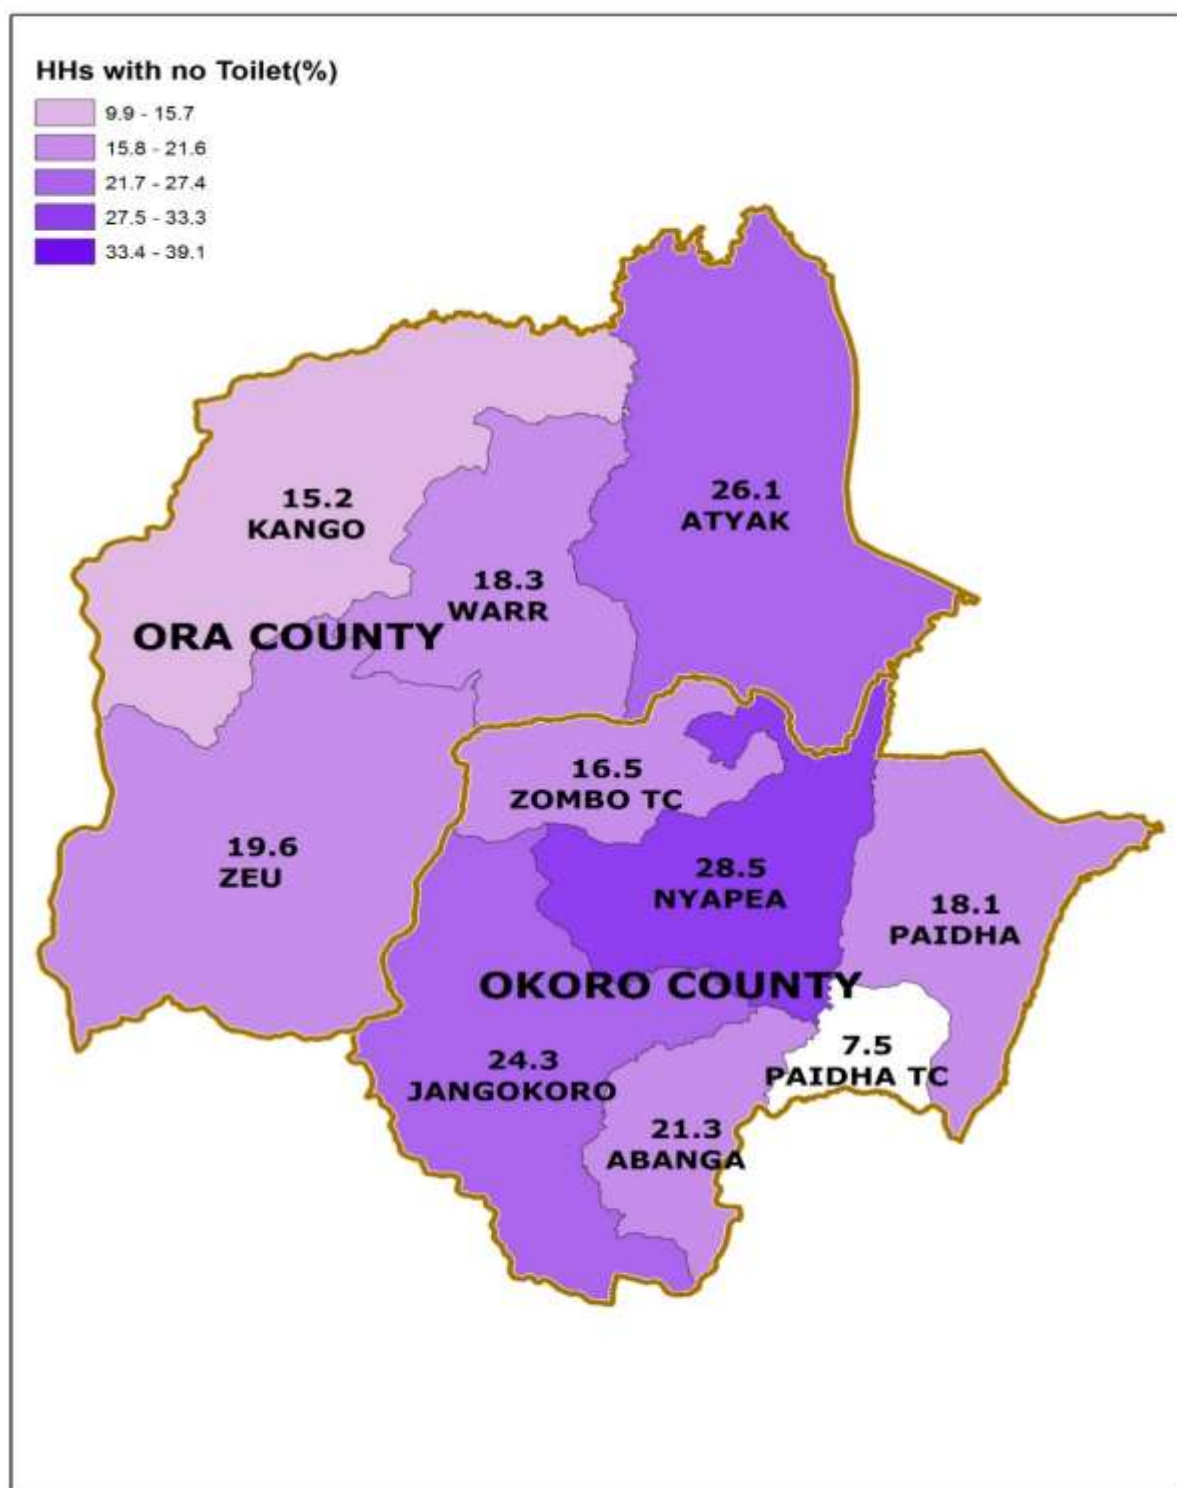 HHs with no Toilet(%)
9.9 - 15.7
15.8 - 21.6
21.7 - 27.4
27.5 - 33.3
33.4 - 39.1
26.1
ATYAK
15.2
KANGO
18.3
WARR
ORA COUNTY
16.5
ZOMBO TC
19.6
ZEU
28.5
NYAPEA
18.1
PAIDHA
OKORO COUNTY
7.5
PAIDHA TC
24.3
JANGOKORO
21.3
ABANGA